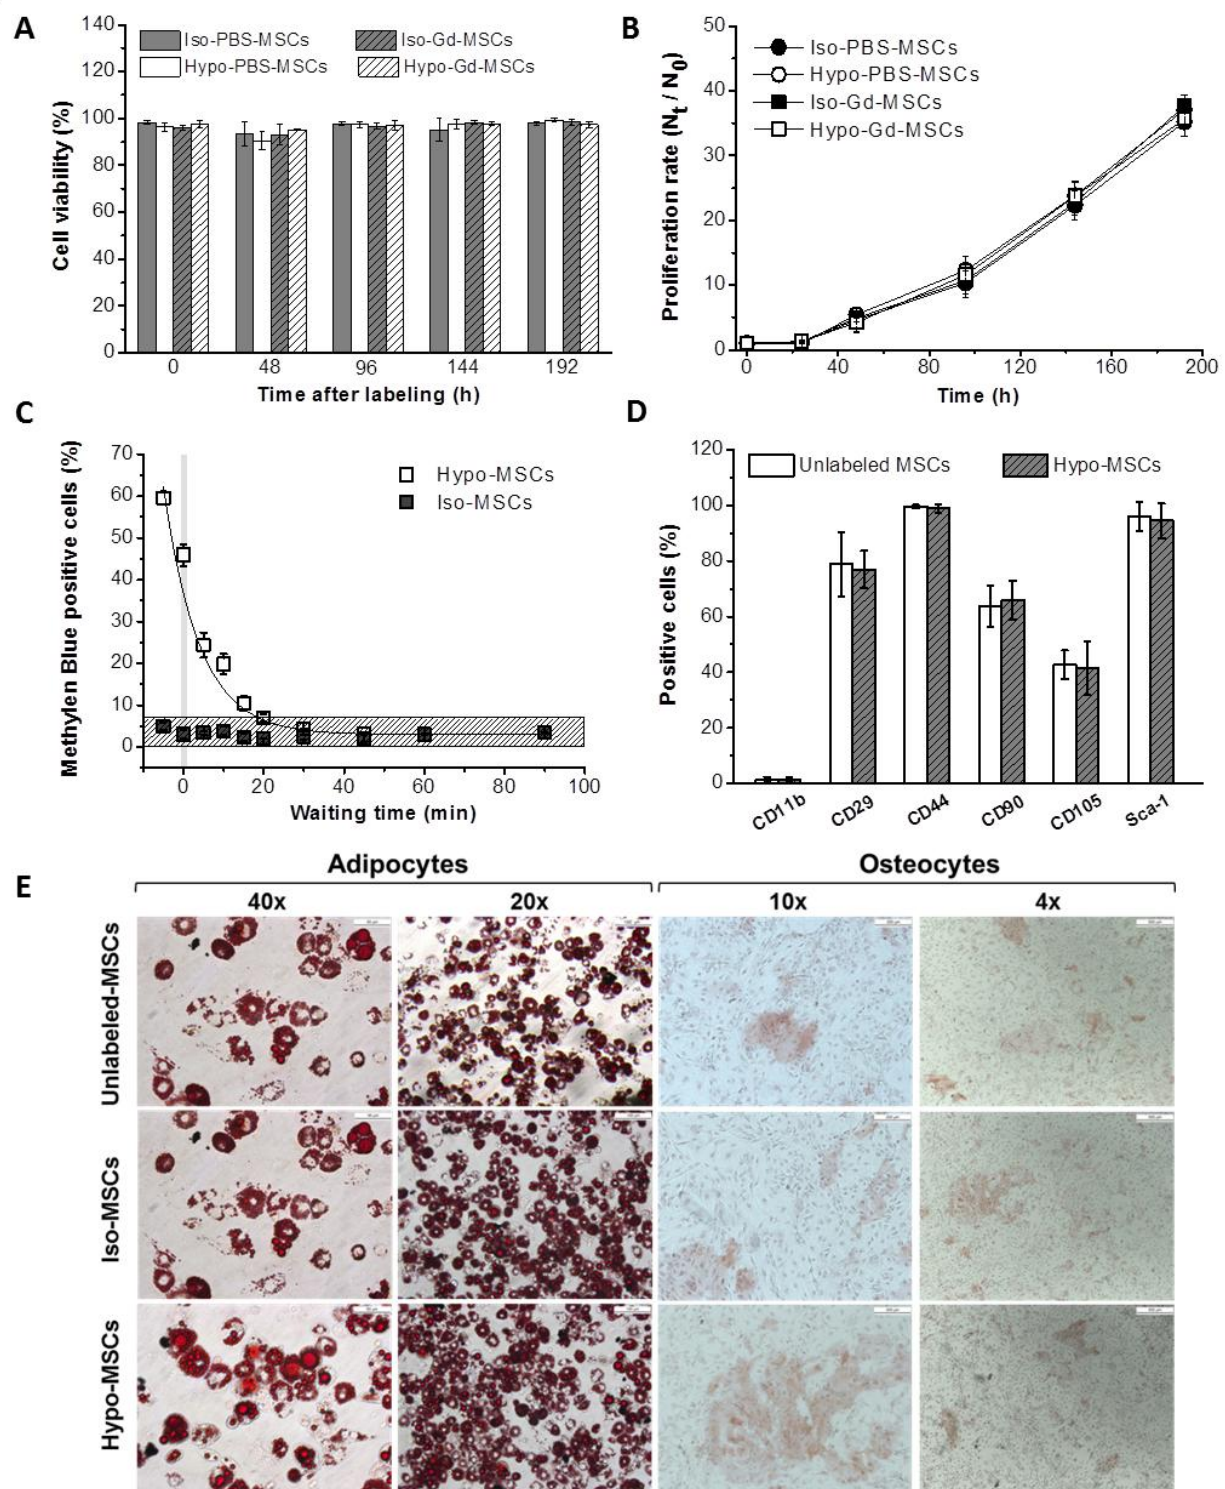 A
140
120
100
80
60
40
20
0
Cell viability (%)
Iso-PBS-MSCs
Iso-Gd-MSCs
Hypo-PBS-MSCs
Hypo-Gd-MSCs
0 48 96 144 192
Time after labeling (h)
B
50
40
30
20
10
0
Proliferation rate (Nt / N0)
Iso-PBS-MSCs
Hypo-PBS-MSCs
Iso-Gd-MSCs
Hypo-Gd-MSCs
0 40 80 120 160 200
Time (h)
C
70
60
50
40
30
20
10
0
Methylen Blue positive cells (%)
Hypo-MSCs
Iso-MSCs
0 20 40 60 80 100
Waiting time (min)
D
120
100
80
60
40
20
0
Positive cells (%)
Unlabeled MSCs
Hypo-MSCs
CD11b CD29 CD44 CD90 CD105 Sca-1
E
Adipocytes
Osteocytes
40x 20x 10x 4x
Unlabeled-MSCs
Iso-MSCs
Hypo-MSCs